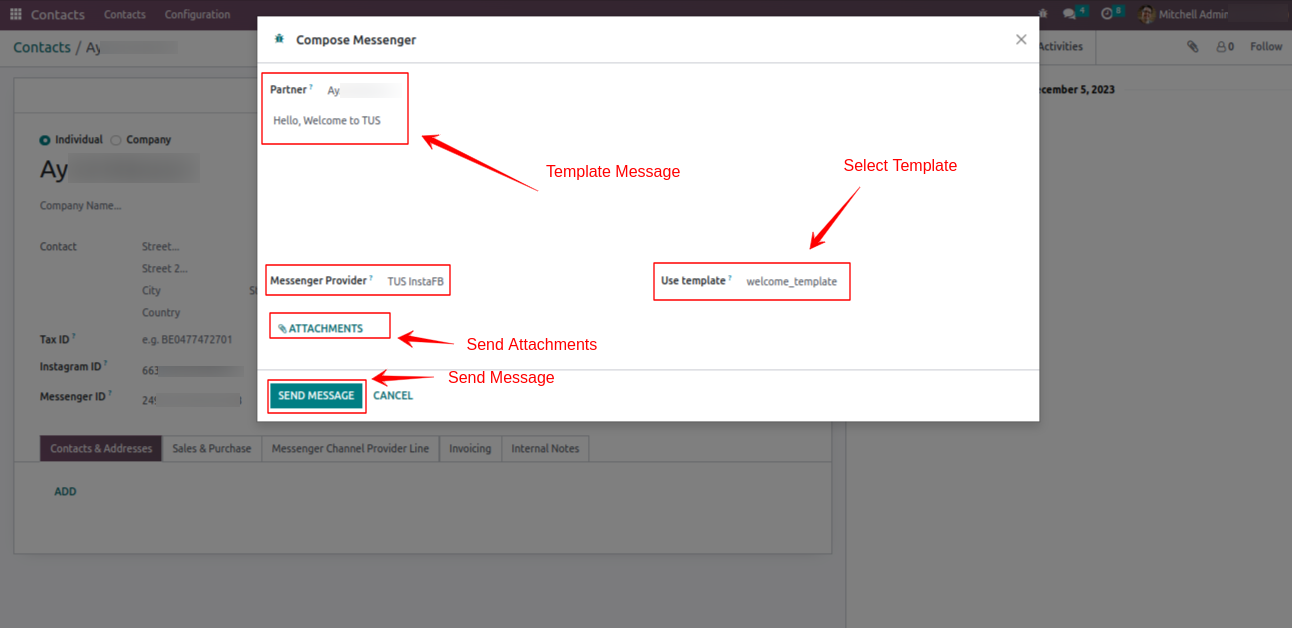 Contacts Contacts Configuration 4 8 Mitchell Admin
Contacts / Ay
Compose Messenger
Activities 0 Follow
Partner ? Ay
Hello, Welcome to TUS
Template Message
Select Template
December 5, 2023
Individual Company
Ay
Company Name...
Contact Street...
Street 2...
City
Country
Messenger Provider ? TUS InstaFB
Use template ? welcome_template
ATTACHMENTS
Send Attachments
Tax ID ? e.g. BE0477472701
Instagram ID ? 663
Messenger ID ? 249
Send Message
SEND MESSAGE CANCEL
Contacts & Addresses Sales & Purchase Messenger Channel Provider Line Invoicing Internal Notes
ADD